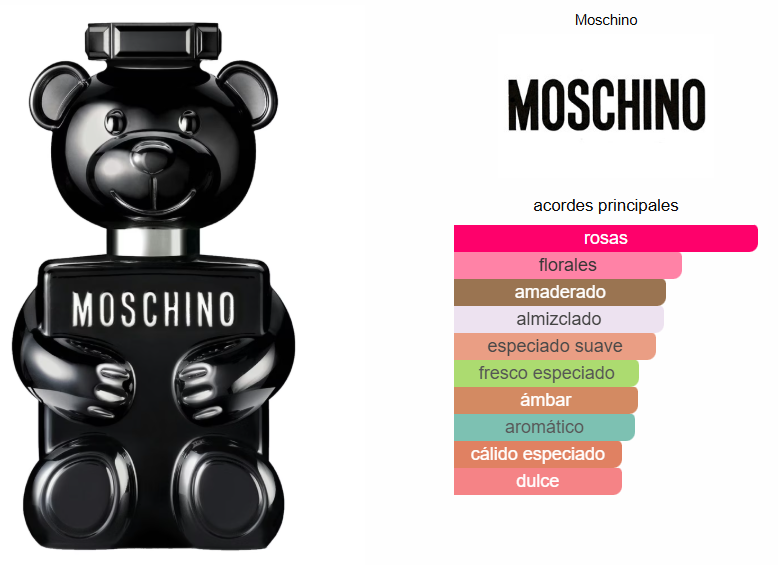 MOSCHINO
Moschino
MOSCHINO
acordes principales
rosas
florales
amaderado
almizclado
especiado suave
fresco especiado
ámbar
aromático
cálido especiado
dulce